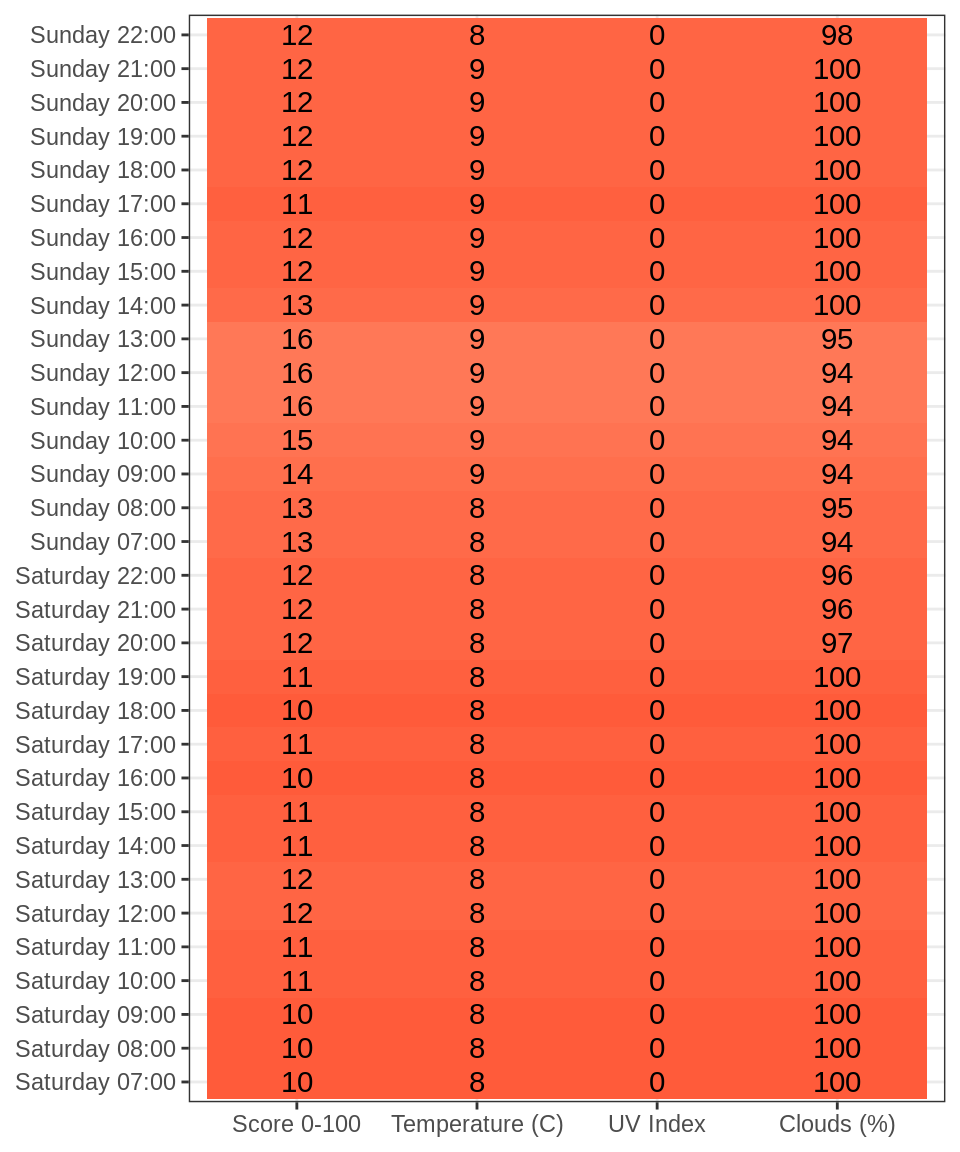 Sunday 22:00 12 8 0 98
Sunday 21:00 12 9 0 100
Sunday 20:00 12 9 0 100
Sunday 19:00 12 9 0 100
Sunday 18:00 12 9 0 100
Sunday 17:00 11 9 0 100
Sunday 16:00 12 9 0 100
Sunday 15:00 12 9 0 100
Sunday 14:00 13 9 0 100
Sunday 13:00 16 9 0 95
Sunday 12:00 16 9 0 94
Sunday 11:00 16 9 0 94
Sunday 10:00 15 9 0 94
Sunday 09:00 14 9 0 94
Sunday 08:00 13 8 0 95
Sunday 07:00 13 8 0 94
Saturday 22:00 12 8 0 96
Saturday 21:00 12 8 0 96
Saturday 20:00 12 8 0 97
Saturday 19:00 11 8 0 100
Saturday 18:00 10 8 0 100
Saturday 17:00 11 8 0 100
Saturday 16:00 10 8 0 100
Saturday 15:00 11 8 0 100
Saturday 14:00 11 8 0 100
Saturday 13:00 12 8 0 100
Saturday 12:00 12 8 0 100
Saturday 11:00 11 8 0 100
Saturday 10:00 11 8 0 100
Saturday 09:00 10 8 0 100
Saturday 08:00 10 8 0 100
Saturday 07:00 10 8 0 100
Score 0-100 Temperature (C) UV Index Clouds (%)